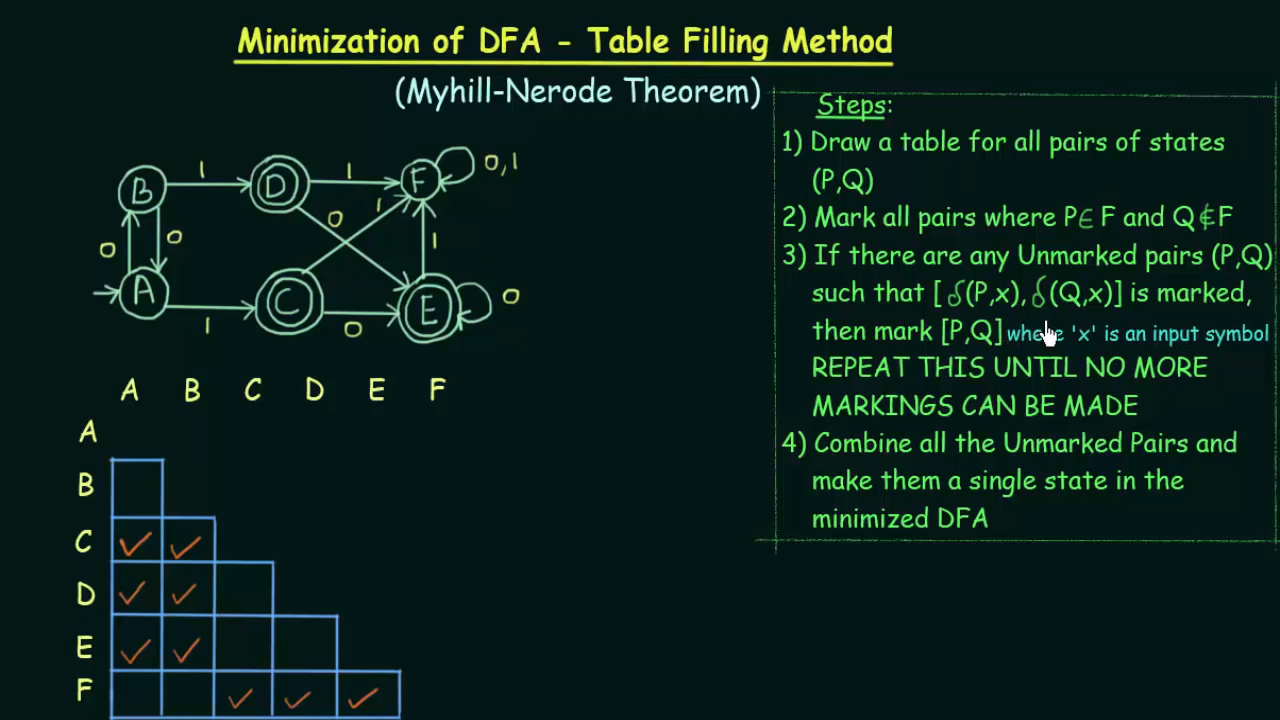 Minimization of DFA - Table Filling Method
(Myhill-Nerode Theorem)
Steps:
1) Draw a table for all pairs of states
(P,Q)
2) Mark all pairs where P∈F and Q∉F
3) If there are any Unmarked pairs (P,Q)
such that [δ(P,x),δ(Q,x)] is marked,
then mark [P,Q] where 'x' is an input symbol
REPEAT THIS UNTIL NO MORE
MARKINGS CAN BE MADE
4) Combine all the Unmarked Pairs and
make them a single state in the
minimized DFA
B 1 D 1 F 0,1
0 0 0 1 1
A 1 C 0 E 0
A B C D E F
A
B
C ✓ ✓
D ✓ ✓
E ✓ ✓
F ✓ ✓ ✓